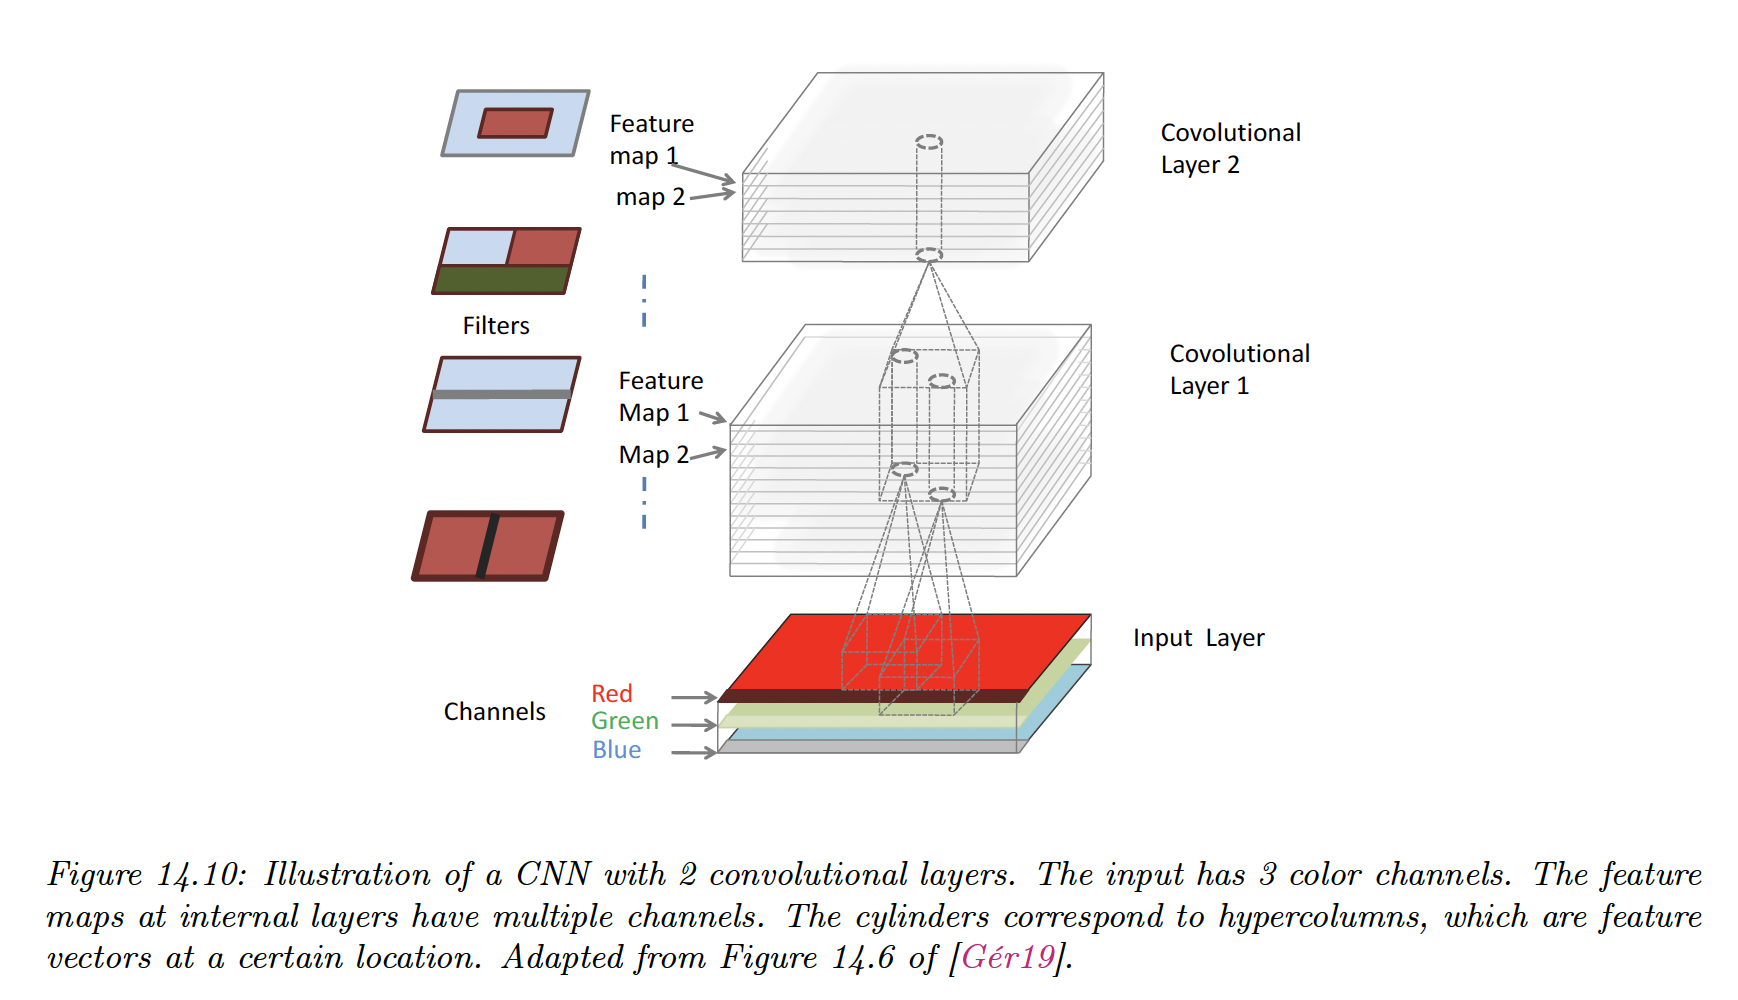 Feature
map 1
map 2
Covolutional
Layer 2
Filters
Feature
Map 1
Map 2
Covolutional
Layer 1
Input Layer
Channels
Red
Green
Blue
Figure 14.10: Illustration of a CNN with 2 convolutional layers. The input has 3 color channels. The feature
maps at internal layers have multiple channels. The cylinders correspond to hypercolumns, which are feature
vectors at a certain location. Adapted from Figure 14.6 of [Gér19].